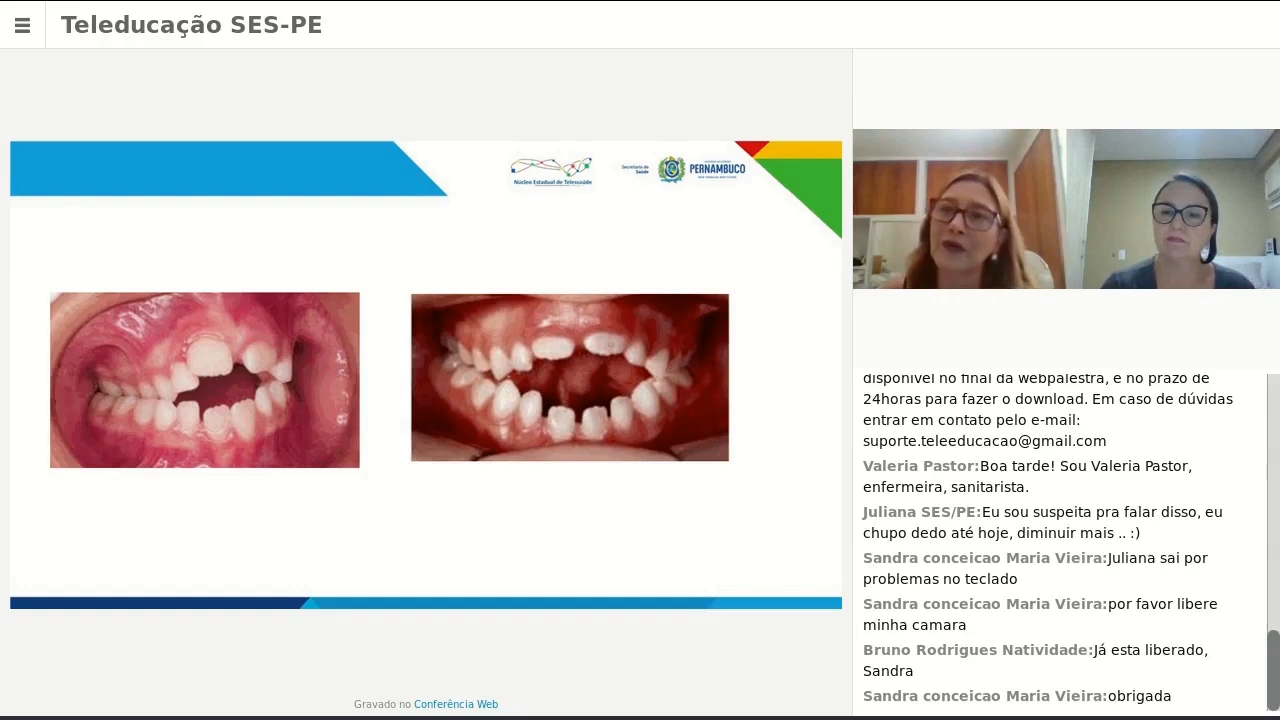 Teleducação SES-PE
Núcleo Estadual de Telessaúde
Secretaria de
Saúde
PERNAMBUCO
disponível no final da webpalestra, e no prazo de
24horas para fazer o download. Em caso de dúvidas
entrar em contato pelo e-mail:
suporte.teleeducacao@gmail.com
Valeria Pastor:Boa tarde! Sou Valeria Pastor,
enfermeira, sanitarista.
Juliana SES/PE:Eu sou suspeita pra falar disso, eu
chupo dedo até hoje, diminuir mais .. :)
Sandra conceicao Maria Vieira:Juliana sai por
problemas no teclado
Sandra conceicao Maria Vieira:por favor libere
minha camara
Bruno Rodrigues Natividade:Já esta liberado,
Sandra
Sandra conceicao Maria Vieira:obrigada
Gravado no Conferência Web